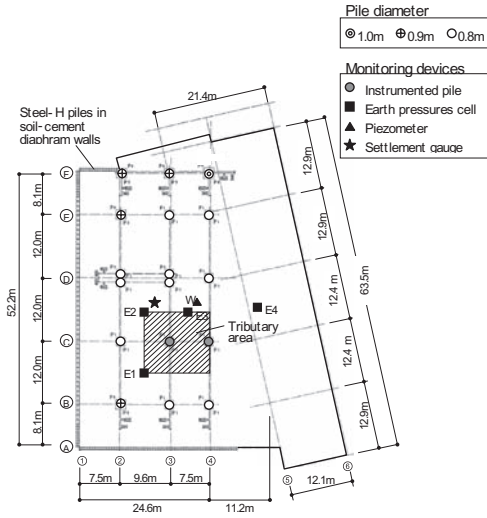 Pile diameter
1.0m 0.9m 0.8m
Monitoring devices
Instrumented pile
Earth pressures cell
Piezometer
Settlement gauge
21.4m
Steel-H piles in
soil-cement
diaphram walls
8.1m
12.0m
12.0m
12.0m
8.1m
52.2m
E
D
C
B
A
12.9m
12.9m
12.4 m
12.4 m
12.9m
63.5m
E2
W
E3
E4
Tributary
area
E1
1
2
3
4
5
6
7.5m
9.6m
7.5m
24.6m
11.2m
12.1m